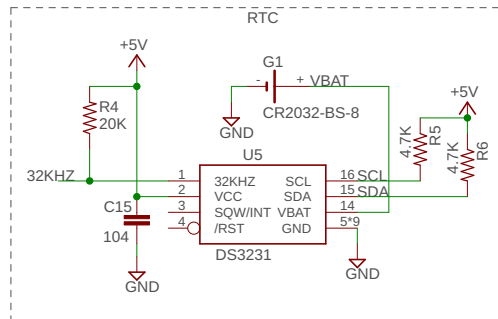 RTC
+5V
G1
- + VBAT
CR2032-BS-8
GND
+5V
R4
20K
4.7K
R5
4.7K
R6
U5
32KHZ
1 32KHZ SCL 16 SCL
2 VCC SDA 15 SDA
3 SQW/INT VBAT 14
4 /RST GND 5*9
DS3231
C15
104
GND
GND